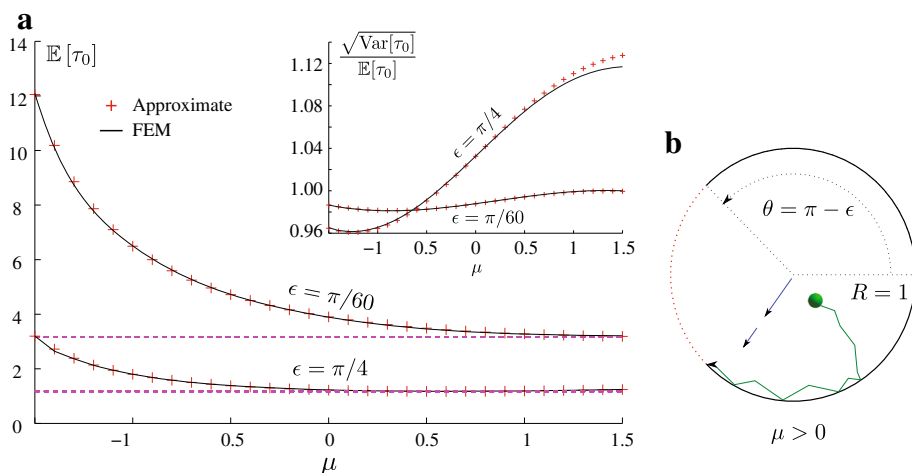 a
𝔼[τ₀]
14
12
10
8
6
4
2
0
-1
0.5
0
0.5
1
1.5
μ
+ Approximate
— FEM
ϵ = π/60
ϵ = π/4
√Var[τ₀] / 𝔼[τ₀]
1.12
1.08
1.04
1.00
0.96
-1
0.5
0
0.5
1.0
1.5
μ
ϵ = π/4
ϵ = π/60
b
θ = π − ϵ
R = 1
μ > 0